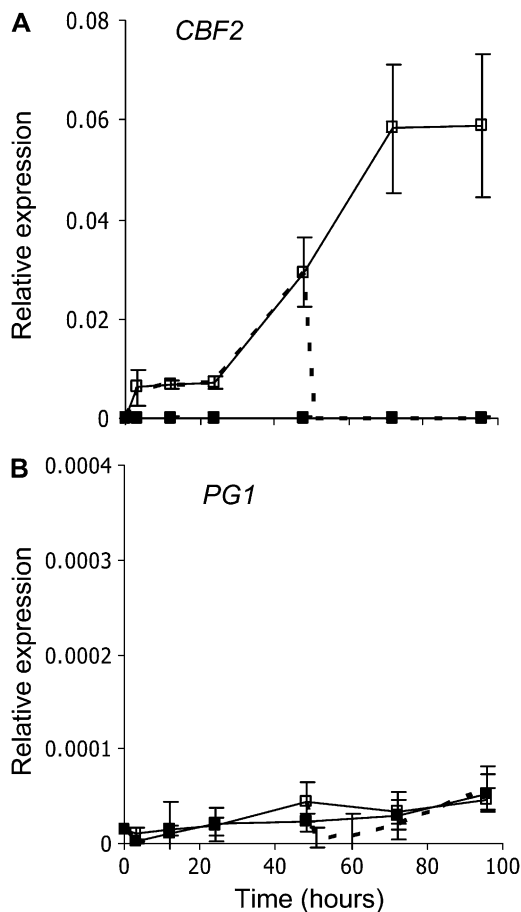 A
CBF2
0.08
0.06
0.04
0.02
0
Relative expression
B
PG1
0.0004
0.0003
0.0002
0.0001
0
Relative expression
0 20 40 60 80 100
Time (hours)